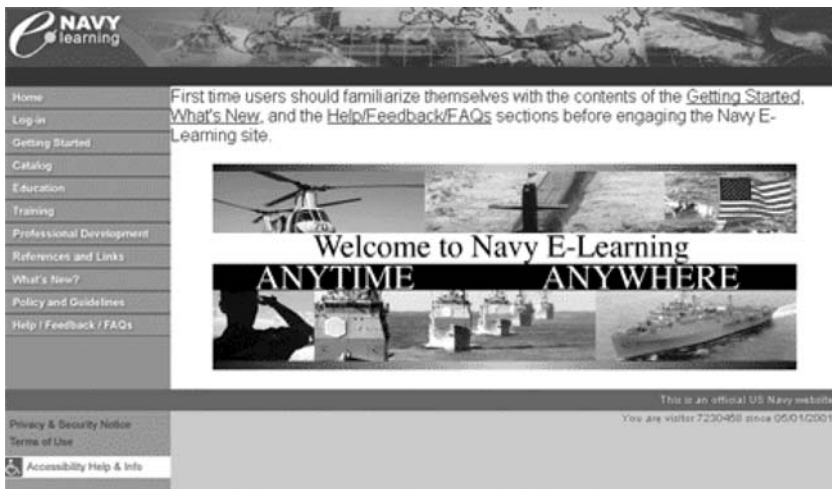 NAVY
e learning
Home
Log-in
Getting Started
Catalog
Education
Training
Professional Development
References and Links
What's New?
Policy and Guidelines
Help / Feedback / FAQs
First time users should familiarize themselves with the contents of the Getting Started,
What's New, and the Help/Feedback/FAQs sections before engaging the Navy E-
Learning site.
Welcome to Navy E-Learning
ANYTIME ANYWHERE
This is an official US Navy website
You are visitor 7230468 since 05/01/2001
Privacy & Security Notice
Terms of Use
Accessibility Help & Info